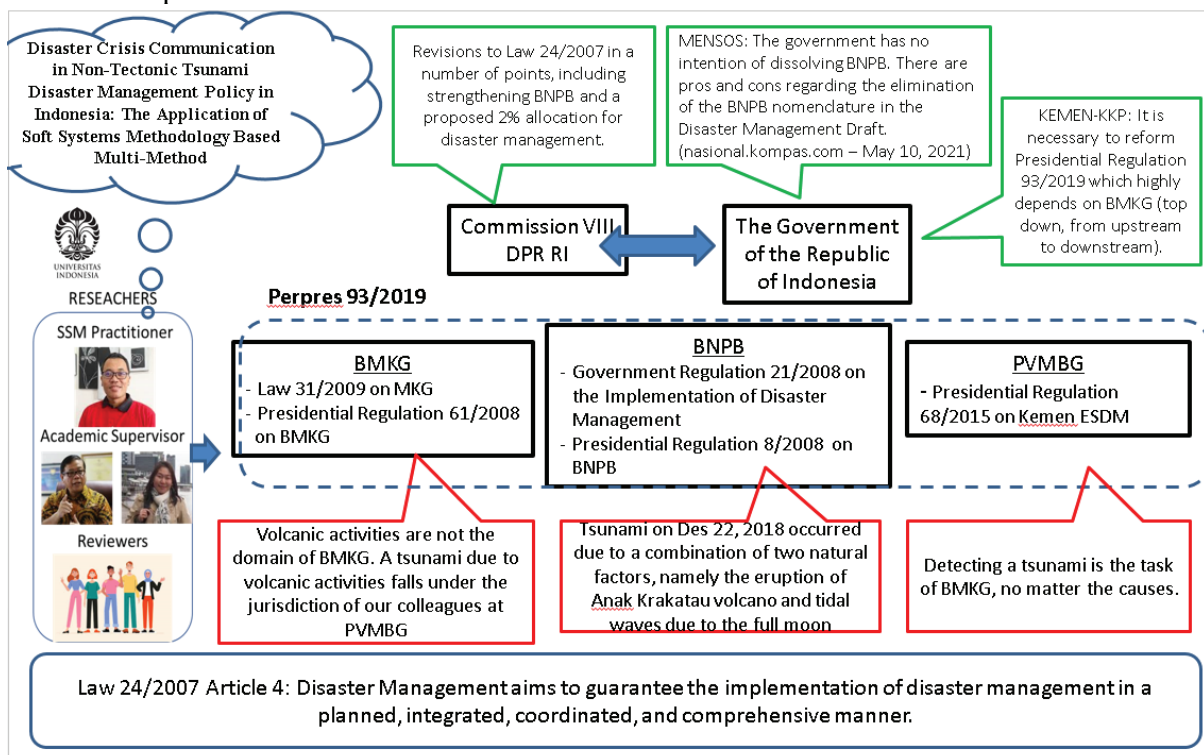 Disaster Crisis Communication
in Non-Tectonic Tsunami
Disaster Management Policy in
Indonesia: The Application of
Soft Systems Methodology Based
Multi-Method
Revisions to Law 24/2007 in a
number of points, including
strengthening BNPB and a
proposed 2% allocation for
disaster management.
MENSOS: The government has no
intention of dissolving BNPB. There are
pros and cons regarding the elimination
of the BNPB nomenclature in the
Disaster Management Draft.
(nasional.kompas.com – May 10, 2021)
KEMEN-KKP: It is
necessary to reform
Presidential Regulation
93/2019 which highly
depends on BMKG (top
down, from upstream
to downstream).
Commission VIII
DPR RI
The Government
of the Republic
of Indonesia
UNIVERSITAS
INDONESIA
RESEACHERS
SSM Practitioner
Academic Supervisor
Reviewers
Perpres 93/2019
BMKG
- Law 31/2009 on MKG
- Presidential Regulation 61/2008
on BMKG
BNPB
- Government Regulation 21/2008 on
the Implementation of Disaster
Management
- Presidential Regulation 8/2008 on
BNPB
PVMBG
- Presidential Regulation
68/2015 on Kemen ESDM
Volcanic activities are not the
domain of BMKG. A tsunami due to
volcanic activities falls under the
jurisdiction of our colleagues at
PVMBG
Tsunami on Des 22, 2018 occurred
due to a combination of two natural
factors, namely the eruption of
Anak Krakatau volcano and tidal
waves due to the full moon
Detecting a tsunami is the task
of BMKG, no matter the causes.
Law 24/2007 Article 4: Disaster Management aims to guarantee the implementation of disaster management in a
planned, integrated, coordinated, and comprehensive manner.